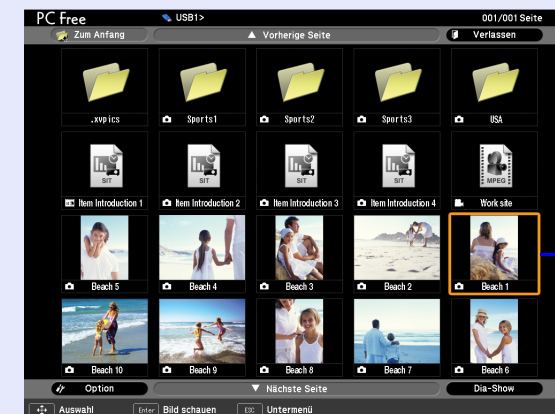 PC Free USB1> 001/001 Seite
Zum Anfang Vorherige Seite Verlassen
.xvpics Sports1 Sports2 Sports3 USA
SIT SIT SIT SIT MPEG
Item Introduction 1 Item Introduction 2 Item Introduction 3 Item Introduction 4 Work site
Beach 5 Beach 4 Beach 3 Beach 2 Beach 1
Beach 10 Beach 9 Beach 8 Beach 7 Beach 6
Option Nächste Seite Dia-Show
Auswahl Enter Bild schauen ESC Untermenü